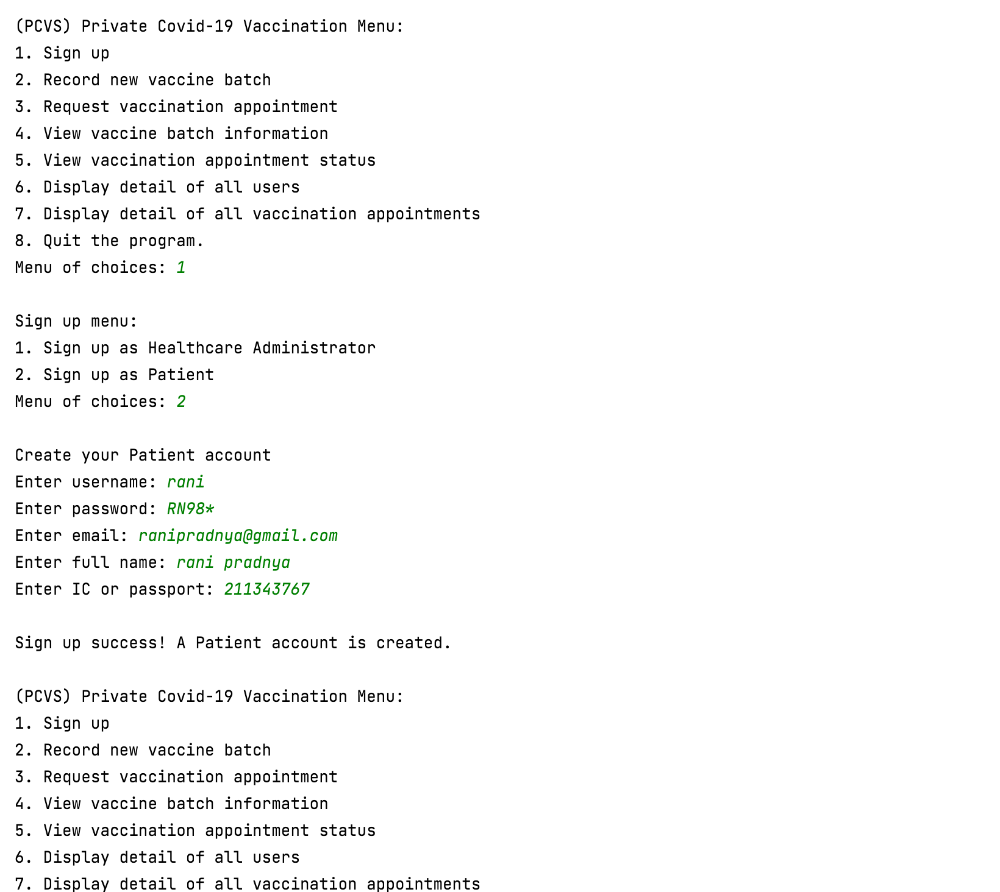 (PCVS) Private Covid-19 Vaccination Menu:
1. Sign up
2. Record new vaccine batch
3. Request vaccination appointment
4. View vaccine batch information
5. View vaccination appointment status
6. Display detail of all users
7. Display detail of all vaccination appointments
8. Quit the program.
Menu of choices: 1
Sign up menu:
1. Sign up as Healthcare Administrator
2. Sign up as Patient
Menu of choices: 2
Create your Patient account
Enter username: rani
Enter password: RN98*
Enter email: ranipradnya@gmail.com
Enter full name: rani pradnya
Enter IC or passport: 211343767
Sign up success! A Patient account is created.
(PCVS) Private Covid-19 Vaccination Menu:
1. Sign up
2. Record new vaccine batch
3. Request vaccination appointment
4. View vaccine batch information
5. View vaccination appointment status
6. Display detail of all users
7. Display detail of all vaccination appointments